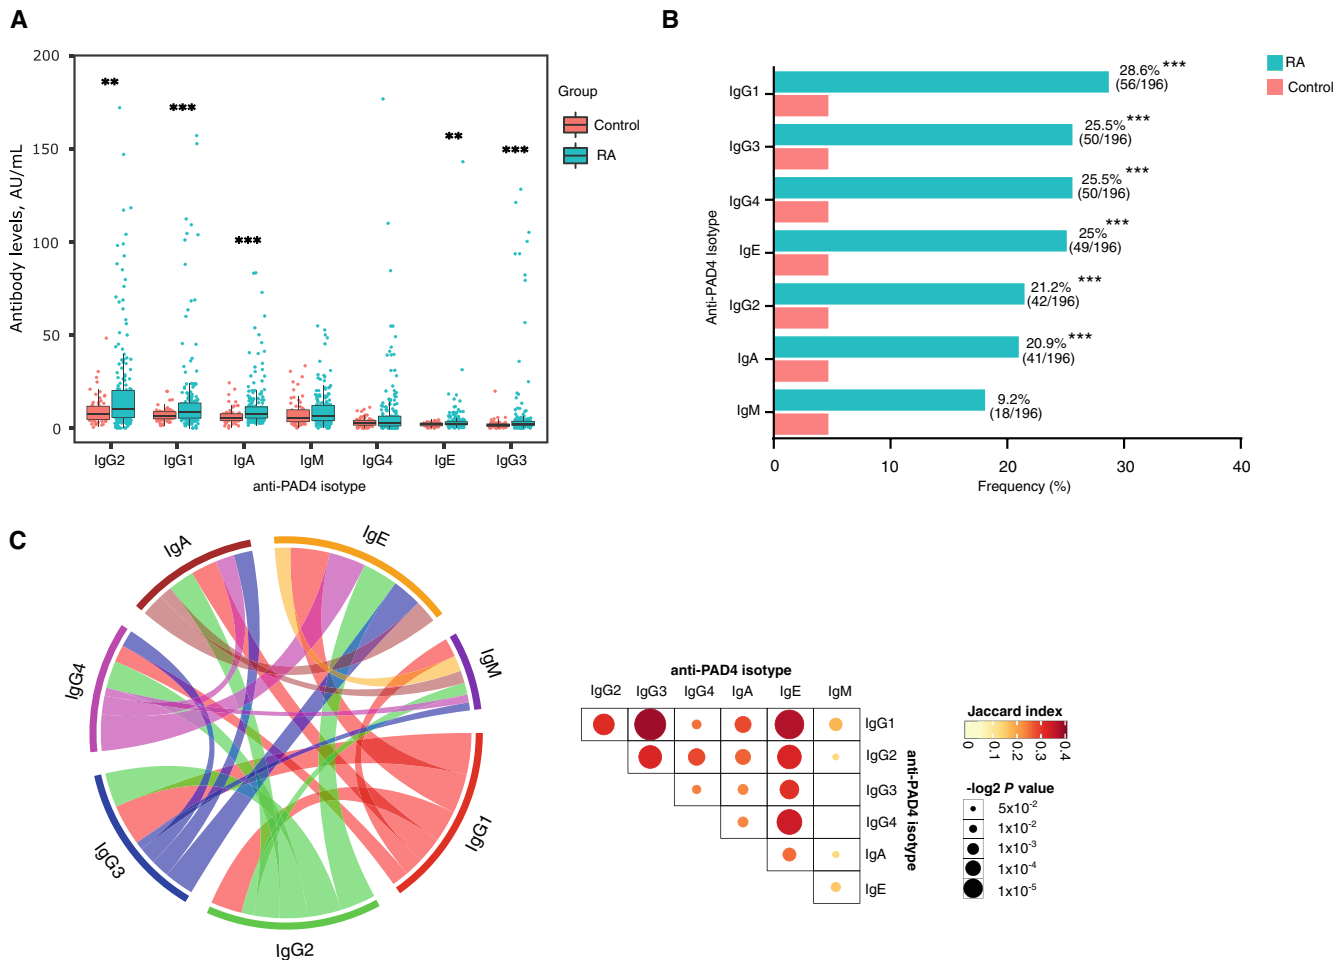 A
200
150
100
50
0
Antibody levels, AU/mL
**
***
***
**
***
IgG2 IgG1 IgA IgM IgG4 IgE IgG3
anti-PAD4 isotype
Group
Control
RA
B
Anti-PAD4 Isotype
IgG1
28.6% ***
(56/196)
IgG3
25.5% ***
(50/196)
IgG4
25.5% ***
(50/196)
IgE
25% ***
(49/196)
IgG2
21.2% ***
(42/196)
IgA
20.9% ***
(41/196)
IgM
9.2%
(18/196)
0 10 20 30 40
Frequency (%)
RA
Control
C
IgA
IgE
IgM
IgG4
IgG3
IgG2
IgG1
anti-PAD4 isotype
IgG2 IgG3 IgG4 IgA IgE IgM
IgG1
IgG2
IgG3
IgG4
IgA
IgE
anti-PAD4 isotype
Jaccard index
0 0.1 0.2 0.3 0.4
-log2 P value
5x10-2
1x10-2
1x10-3
1x10-4
1x10-5